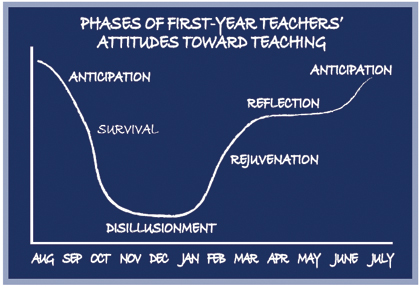 PHASES OF FIRST-YEAR TEACHERS'
ATTITUDES TOWARD TEACHING
ANTICIPATION
ANTICIPATION
REFLECTION
SURVIVAL
REJUVENATION
DISILLUSIONMENT
AUG SEP OCT NOV DEC JAN FEB MAR APR MAY JUNE JULY